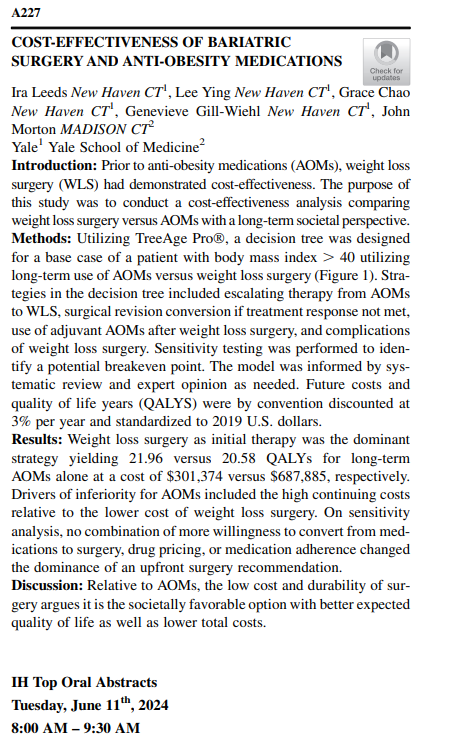 A227
COST-EFFECTIVENESS OF BARIATRIC
SURGERY AND ANTI-OBESITY MEDICATIONS
Check for
updates
Ira Leeds New Haven CT¹, Lee Ying New Haven CT¹, Grace Chao
New Haven CT¹, Genevieve Gill-Wiehl New Haven CT¹, John
Morton MADISON CT²
Yale¹ Yale School of Medicine²
Introduction: Prior to anti-obesity medications (AOMs), weight loss
surgery (WLS) had demonstrated cost-effectiveness. The purpose of
this study was to conduct a cost-effectiveness analysis comparing
weight loss surgery versus AOMs with a long-term societal perspective.
Methods: Utilizing TreeAge Pro®, a decision tree was designed
for a base case of a patient with body mass index > 40 utilizing
long-term use of AOMs versus weight loss surgery (Figure 1). Stra-
tegies in the decision tree included escalating therapy from AOMs
to WLS, surgical revision conversion if treatment response not met,
use of adjuvant AOMs after weight loss surgery, and complications
of weight loss surgery. Sensitivity testing was performed to iden-
tify a potential breakeven point. The model was informed by sys-
tematic review and expert opinion as needed. Future costs and
quality of life years (QALYS) were by convention discounted at
3% per year and standardized to 2019 U.S. dollars.
Results: Weight loss surgery as initial therapy was the dominant
strategy yielding 21.96 versus 20.58 QALYs for long-term
AOMs alone at a cost of $301,374 versus $687,885, respectively.
Drivers of inferiority for AOMs included the high continuing costs
relative to the lower cost of weight loss surgery. On sensitivity
analysis, no combination of more willingness to convert from med-
ications to surgery, drug pricing, or medication adherence changed
the dominance of an upfront surgery recommendation.
Discussion: Relative to AOMs, the low cost and durability of sur-
gery argues it is the societally favorable option with better expected
quality of life as well as lower total costs.
IH Top Oral Abstracts
Tuesday, June 11th, 2024
8:00 AM – 9:30 AM